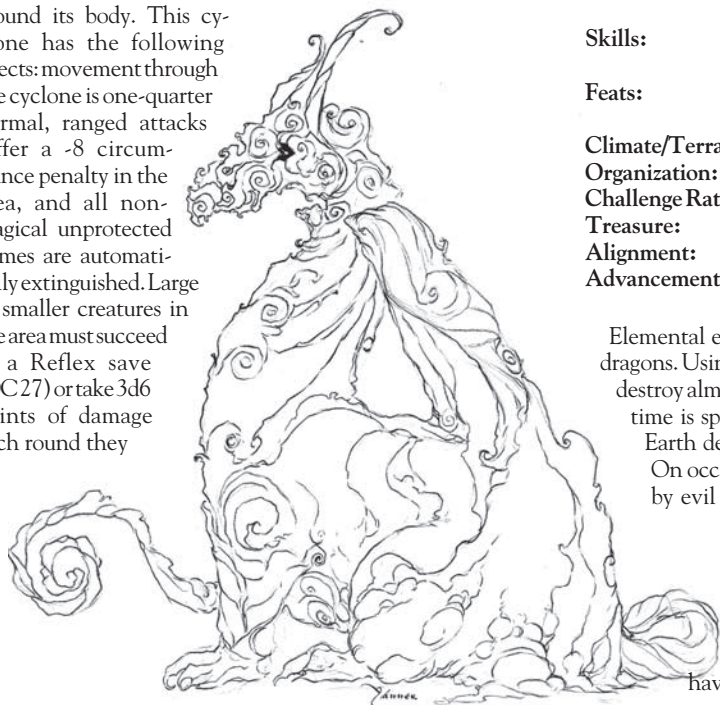 ound its body. This cy-
one has the following
ects: movement through
e cyclone is one-quarter
rmal, ranged attacks
ffer a -8 circum-
ance penalty in the
ea, and all non-
agical unprotected
mes are automati-
lly extinguished. Large
smaller creatures in
e area must succeed
a Reflex save
C 27) or take 3d6
ints of damage
ch round they
Skills:
Feats:
Climate/Terra
Organization:
Challenge Rat
Treasure:
Alignment:
Advancement
Elemental e
dragons. Usin
destroy alm
time is sp
Earth de
On occ
by evil
hav